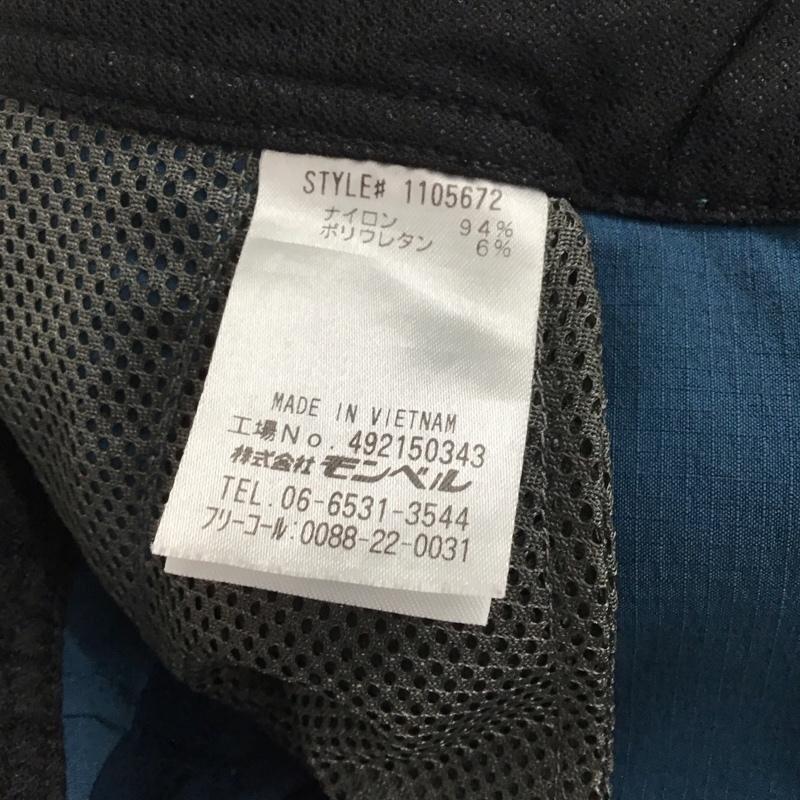 STYLE# 1105672
ナイロン 94%
ポリウレタン 6%
MADE IN VIETNAM
工場No. 492150343
株式会社 モンベル
TEL.06-6531-3544
フリーコール:0088-22-0031